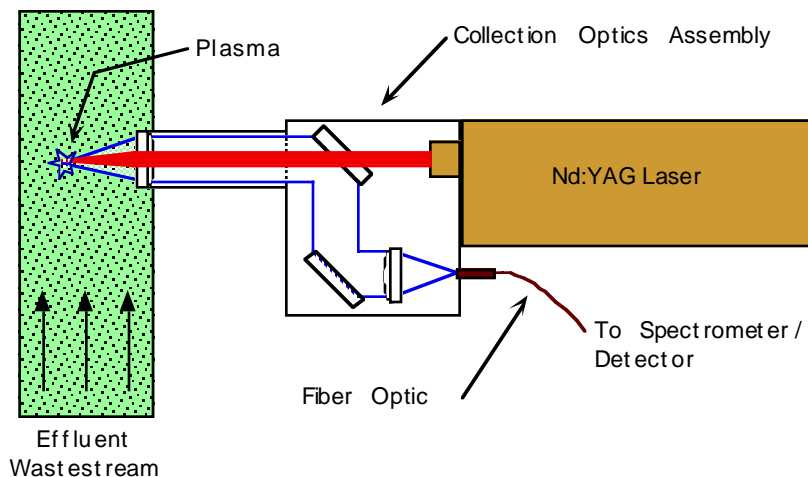 Plasma
Collection Optics Assembly
Nd:YAG Laser
To Spectrometer/
Detector
Fiber Optic
Effluent
Wastestream